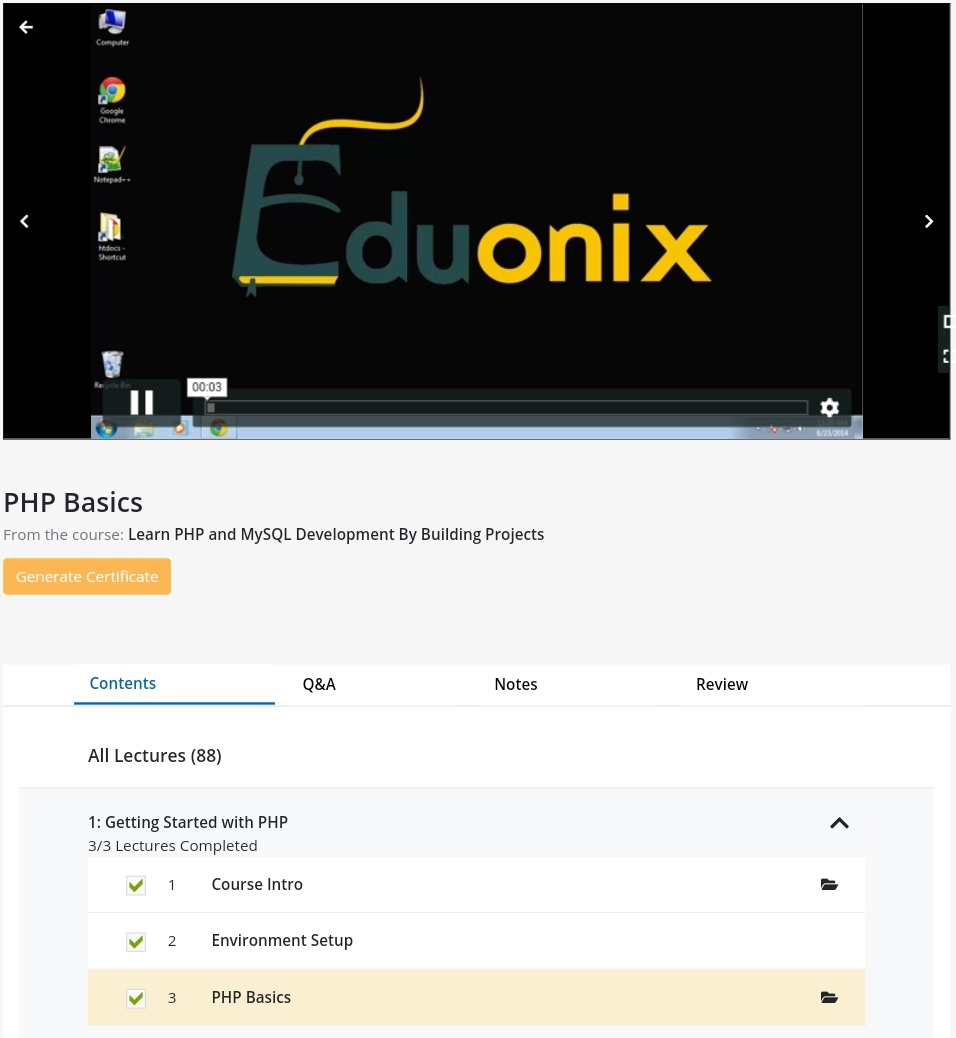 Computer
Google
Chrome
Notepad++
htdocs -
Shortcut
Eduonix
Recycle Bin
00:03
6/23/2014
PHP Basics
From the course: Learn PHP and MySQL Development By Building Projects
Generate Certificate
Contents
Q&A
Notes
Review
All Lectures (88)
1: Getting Started with PHP
3/3 Lectures Completed
1 Course Intro
2 Environment Setup
3 PHP Basics